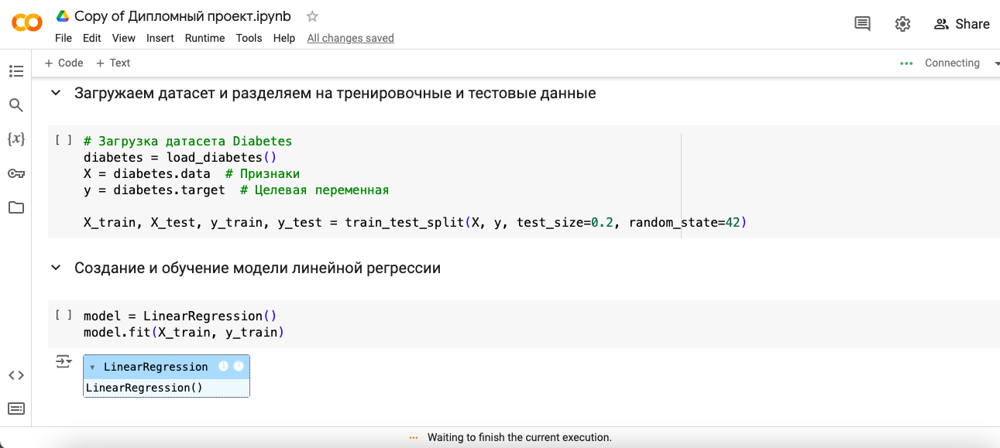 Copy of Дипломный проект.ipynb
File Edit View Insert Runtime Tools Help All changes saved
Share
+ Code + Text
Connecting
Загружаем датасет и разделяем на тренировочные и тестовые данные
[ ] # Загрузка датасета Diabetes
diabetes = load_diabetes()
X = diabetes.data  # Признаки
y = diabetes.target  # Целевая переменная
X_train, X_test, y_train, y_test = train_test_split(X, y, test_size=0.2, random_state=42)
Создание и обучение модели линейной регрессии
[ ] model = LinearRegression()
model.fit(X_train, y_train)
LinearRegression i ?
LinearRegression()
Waiting to finish the current execution.